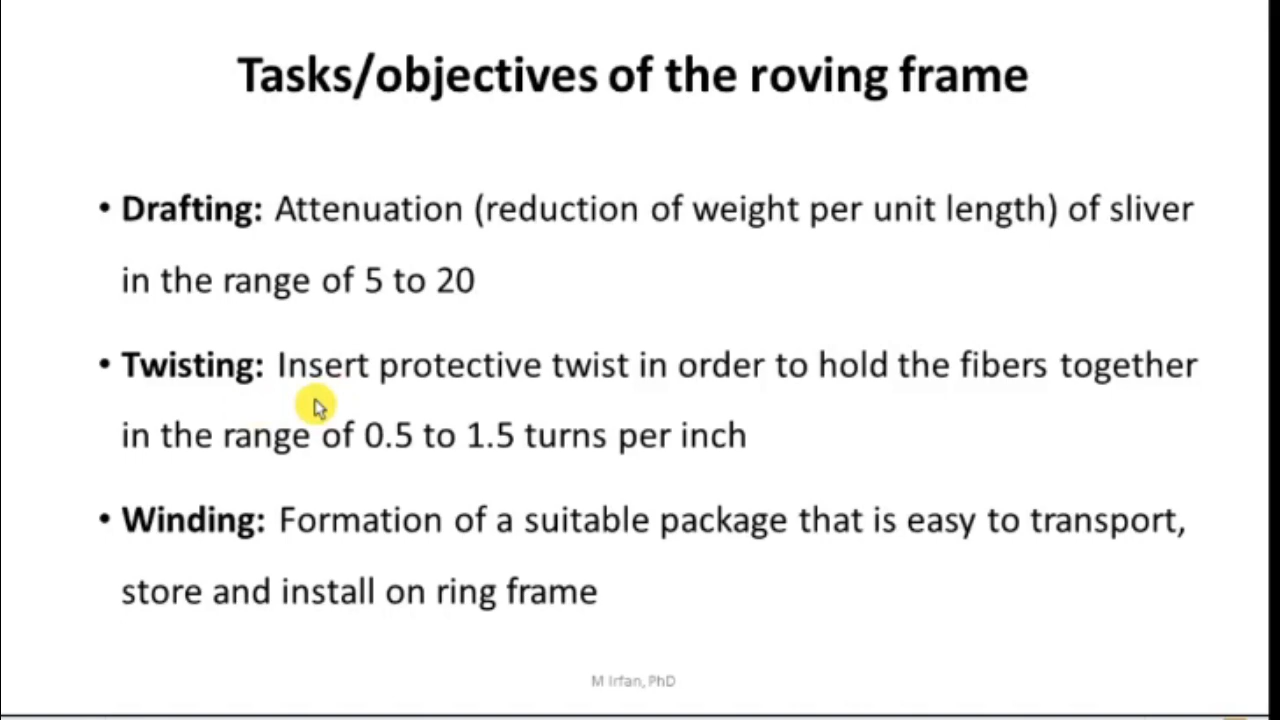 Tasks/objectives of the roving frame
• Drafting: Attenuation (reduction of weight per unit length) of sliver
in the range of 5 to 20
• Twisting: Insert protective twist in order to hold the fibers together
in the range of 0.5 to 1.5 turns per inch
• Winding: Formation of a suitable package that is easy to transport,
store and install on ring frame
M Irfan, PhD